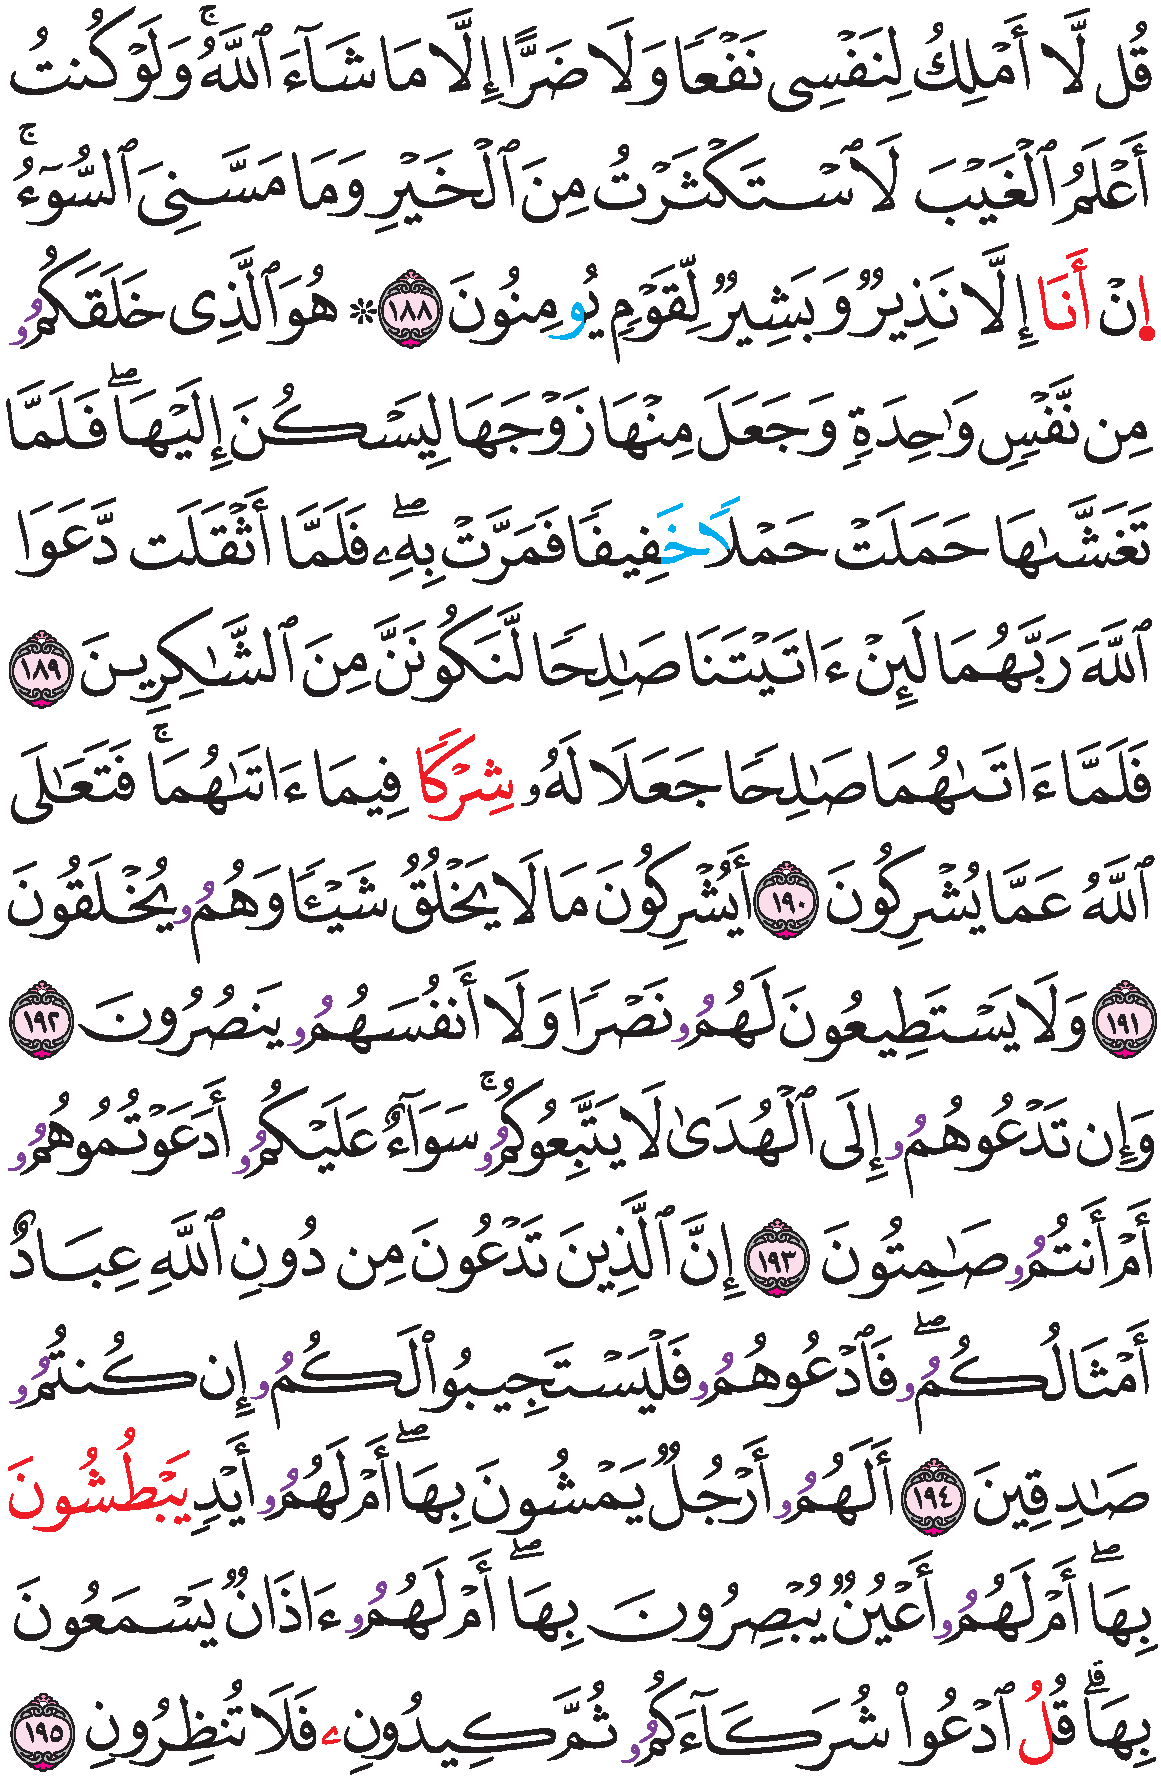 قُل لَّا أَمْلِكُ لِنَفْسِى نَفْعًا وَلَا ضَرًّا إِلَّا مَا شَآءَ ٱللَّهُ ۚ وَلَوْ كُنتُ
أَعْلَمُ ٱلْغَيْبَ لَٱسْتَكْثَرْتُ مِنَ ٱلْخَيْرِ وَمَا مَسَّنِىَ ٱلسُّوٓءُ ۚ
إِنْ أَنَا إِلَّا نَذِيرٌ وَبَشِيرٌ لِّقَوْمٍ يُومِنُونَ ١٨٨ ۞ هُوَ ٱلَّذِى خَلَقَكُمُۥ
مِن نَّفْسٍ وَٰحِدَةٍ وَجَعَلَ مِنْهَا زَوْجَهَا لِيَسْكُنَ إِلَيْهَا ۖ فَلَمَّا
تَغَشَّىٰهَا حَمَلَتْ حَمْلًا خَفِيفًا فَمَرَّتْ بِهِۦ ۖ فَلَمَّا أَثْقَلَت دَّعَوَا
ٱللَّهَ رَبَّهُمَا لَئِنْ ءَاتَيْتَنَا صَٰلِحًا لَّنَكُونَنَّ مِنَ ٱلشَّٰكِرِينَ ١٨٩
فَلَمَّا ءَاتَىٰهُمَا صَٰلِحًا جَعَلَا لَهُۥ شِرْكًا فِيمَا ءَاتَىٰهُمَا ۚ فَتَعَٰلَى
ٱللَّهُ عَمَّا يُشْرِكُونَ ١٩٠ أَيُشْرِكُونَ مَا لَا يَخْلُقُ شَيْـًٔا وَهُمُۥ يُخْلَقُونَ
١٩١ وَلَا يَسْتَطِيعُونَ لَهُمُۥ نَصْرًا وَلَا أَنفُسَهُمُۥ يَنصُرُونَ ١٩٢
وَإِن تَدْعُوهُمُۥ إِلَى ٱلْهُدَىٰ لَا يَتَّبِعُوكُمُۥ ۚ سَوَآءٌ عَلَيْكُمُۥ أَدَعَوْتُمُوهُمُۥ
أَمْ أَنتُمُۥ صَٰمِتُونَ ١٩٣ إِنَّ ٱلَّذِينَ تَدْعُونَ مِن دُونِ ٱللَّهِ عِبَادٌ
أَمْثَالُكُمُۥ ۖ فَٱدْعُوهُمُۥ فَلْيَسْتَجِيبُوا۟ لَكُمُۥ إِن كُنتُمُۥ
صَٰدِقِينَ ١٩٤ أَلَهُمُۥ أَرْجُلٌ يَمْشُونَ بِهَا ۖ أَمْ لَهُمُۥ أَيْدٍ يَبْطُشُونَ
بِهَا ۖ أَمْ لَهُمُۥ أَعْيُنٌ يُبْصِرُونَ بِهَا ۖ أَمْ لَهُمُۥ ءَاذَانٌ يَسْمَعُونَ
بِهَا ۗ قُلُ ٱدْعُوا۟ شُرَكَآءَكُمُۥ ثُمَّ كِيدُونِۦ فَلَا تُنظِرُونِ ١٩٥